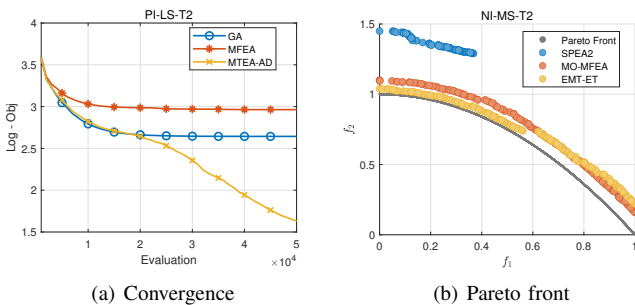 PI-LS-T2
GA
MFEA
MTEA-AD
Log - Obj
4
3.5
3
2.5
2
1.5
1 2 3 4 5
× 10⁴
Evaluation
(a) Convergence
NI-MS-T2
Pareto Front
SPEA2
MO-MFEA
EMT-ET
f₂
1.5
1
0.5
0
0 0.2 0.4 0.6 0.8 1
f₁
(b) Pareto front